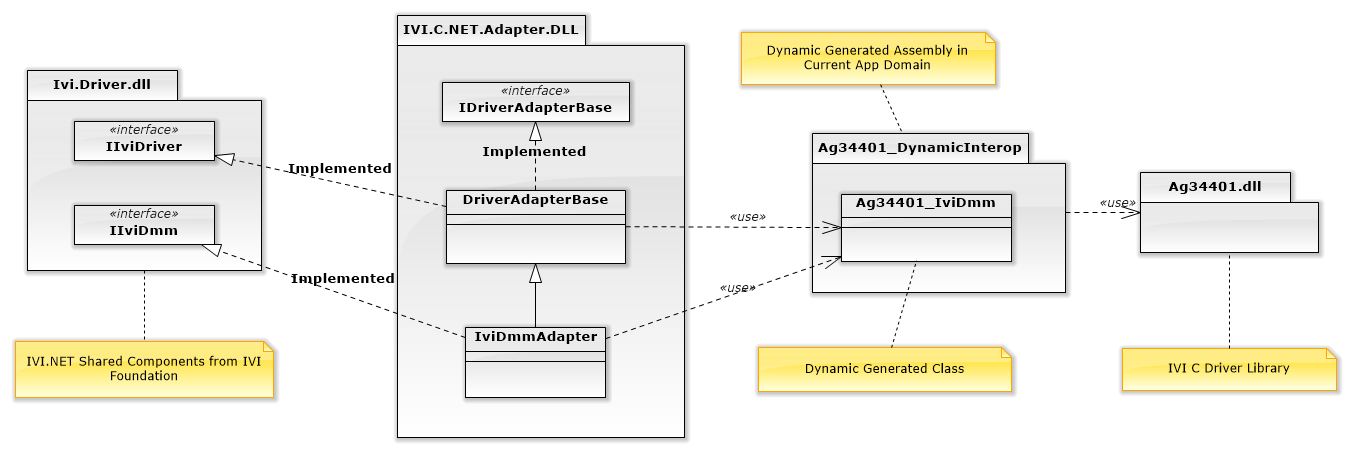 IVI.C.NET.Adapter.DLL
Dynamic Generated Assembly in
Current App Domain
Ivi.Driver.dll
«interface»
IDriverAdapterBase
«interface»
IIviDriver
Implemented
Implemented
Ag34401_DynamicInterop
Ag34401.dll
DriverAdapterBase
Ag34401_IviDmm
«use»
«use»
«interface»
IIviDmm
Implemented
«use»
IviDmmAdapter
IVI.NET Shared Components from IVI
Foundation
Dynamic Generated Class
IVI C Driver Library